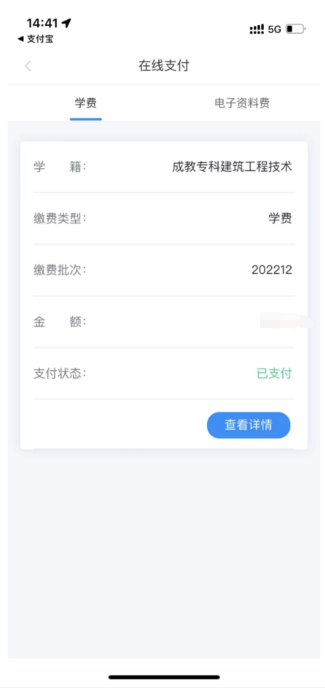 14:41 5G
支付宝
在线支付
学费 电子资料费
学 籍: 成教专科建筑工程技术
缴费类型: 学费
缴费批次: 202212
金 额:
支付状态: 已支付
查看详情